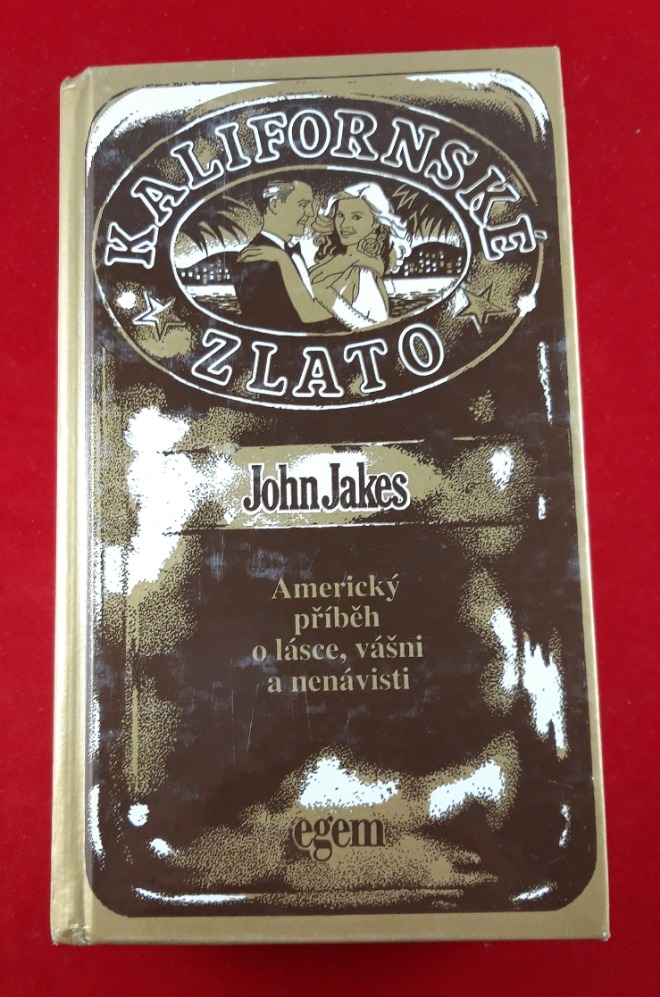 KALIFORNSKÉ
ZLATO
John Jakes
Americký
příběh
o lásce, vášni
a nenávisti
egem